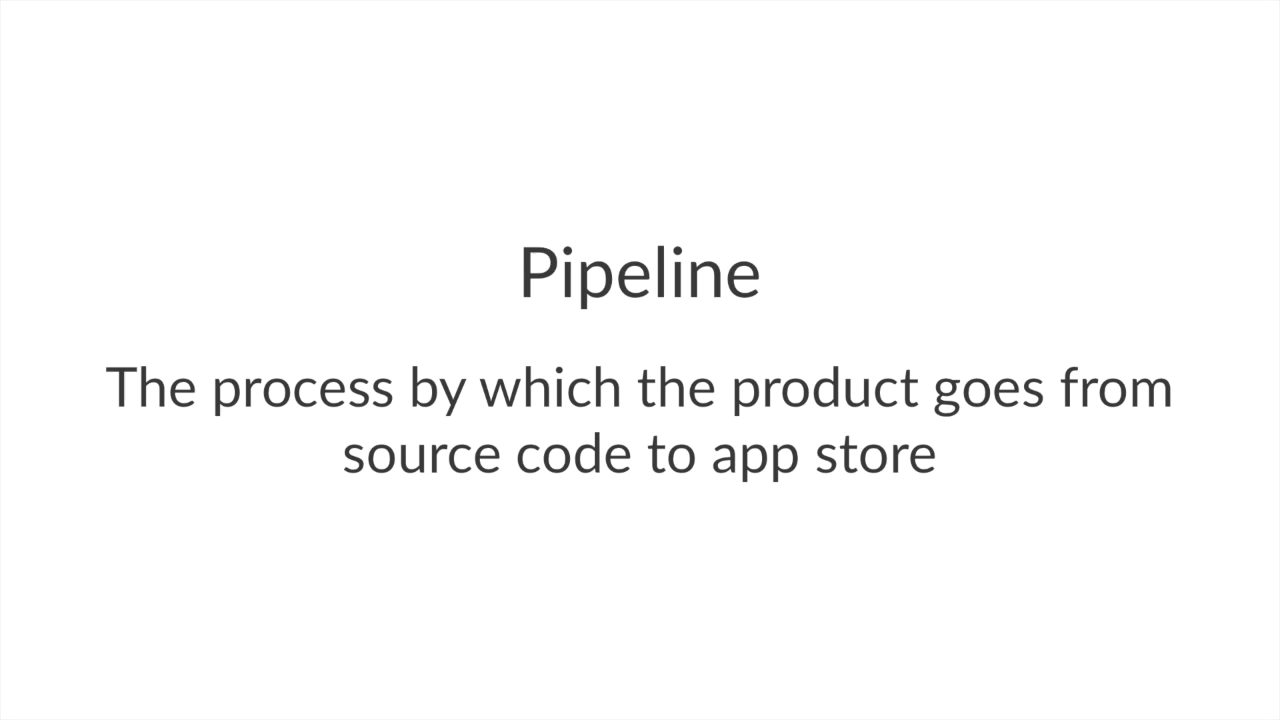 Pipeline
The process by which the product goes from
source code to app store